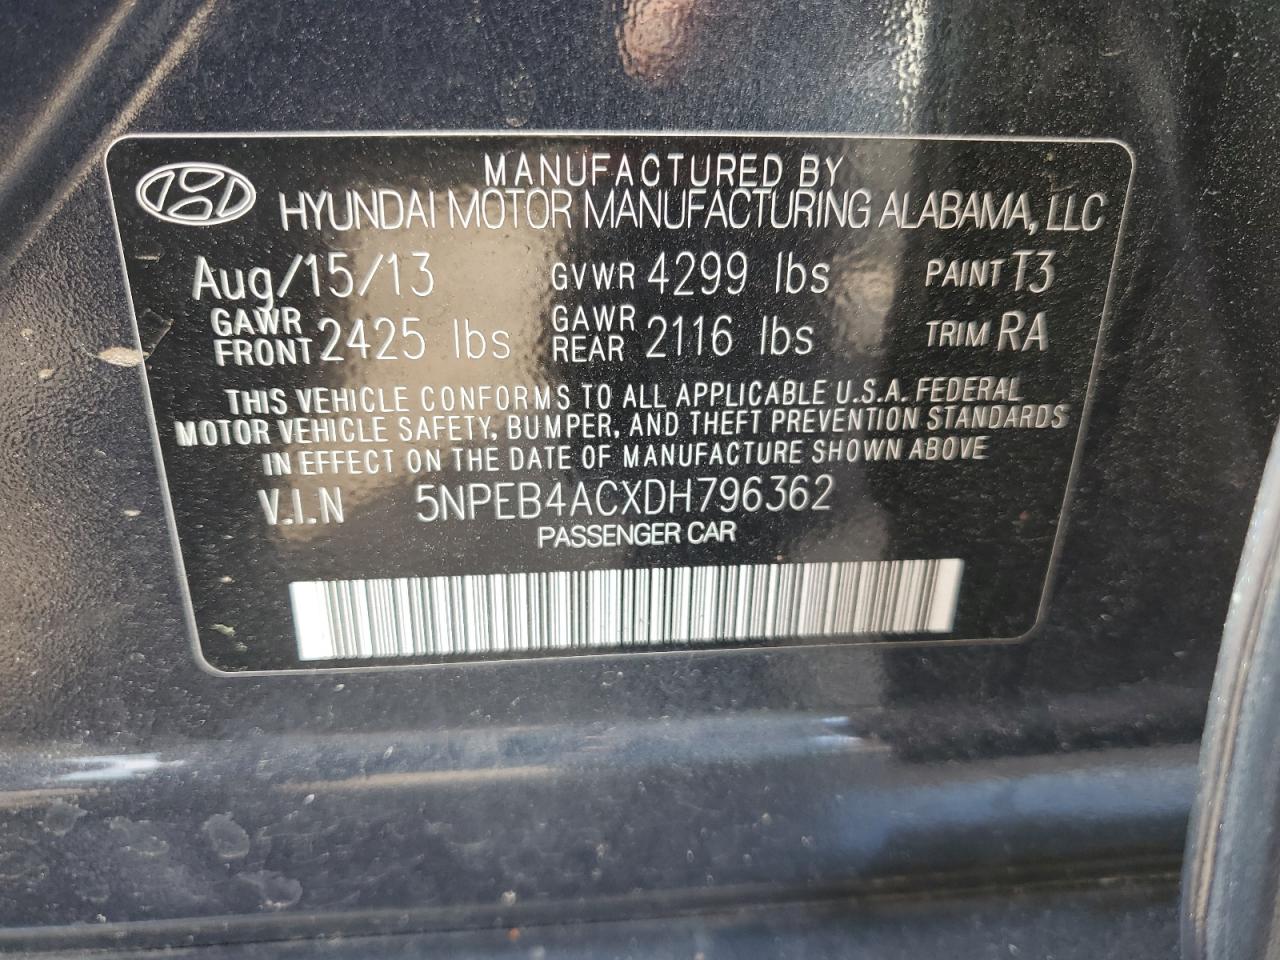 MANUFACTURED BY
HYUNDAI MOTOR MANUFACTURING ALABAMA, LLC
Aug/15/13 GVWR 4299 lbs PAINT T3
GAWR FRONT 2425 lbs GAWR REAR 2116 lbs TRIM RA
THIS VEHICLE CONFORMS TO ALL APPLICABLE U.S.A. FEDERAL
MOTOR VEHICLE SAFETY, BUMPER, AND THEFT PREVENTION STANDARDS
IN EFFECT ON THE DATE OF MANUFACTURE SHOWN ABOVE
V.I.N 5NPEB4ACXDH796362
PASSENGER CAR